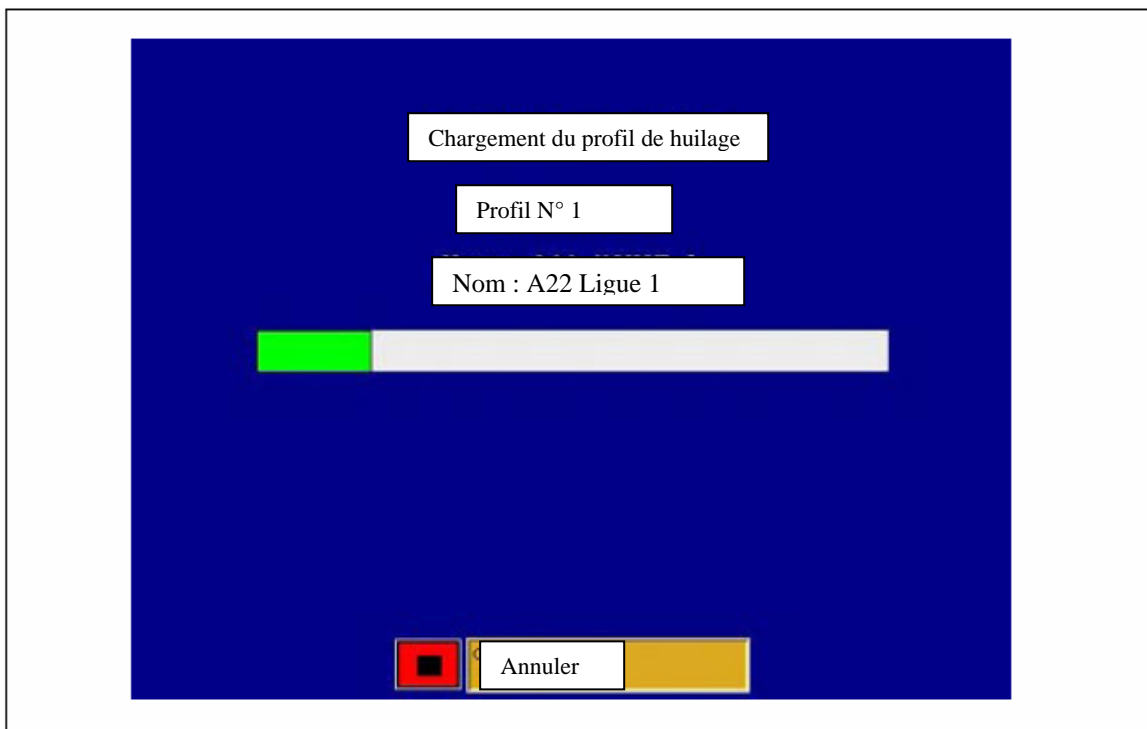 Chargement du profil de huilage
Profil N° 1
Nom : A22 Ligue 1
Annuler